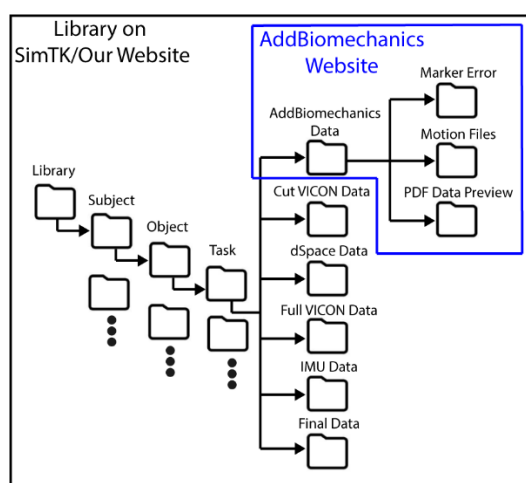 Library on
SimTK/Our Website
AddBiomechanics
Website
Marker Error
AddBiomechanics
Data
Motion Files
Library
Cut VICON Data
PDF Data Preview
Subject
Object
dSpace Data
Task
Full VICON Data
IMU Data
Final Data